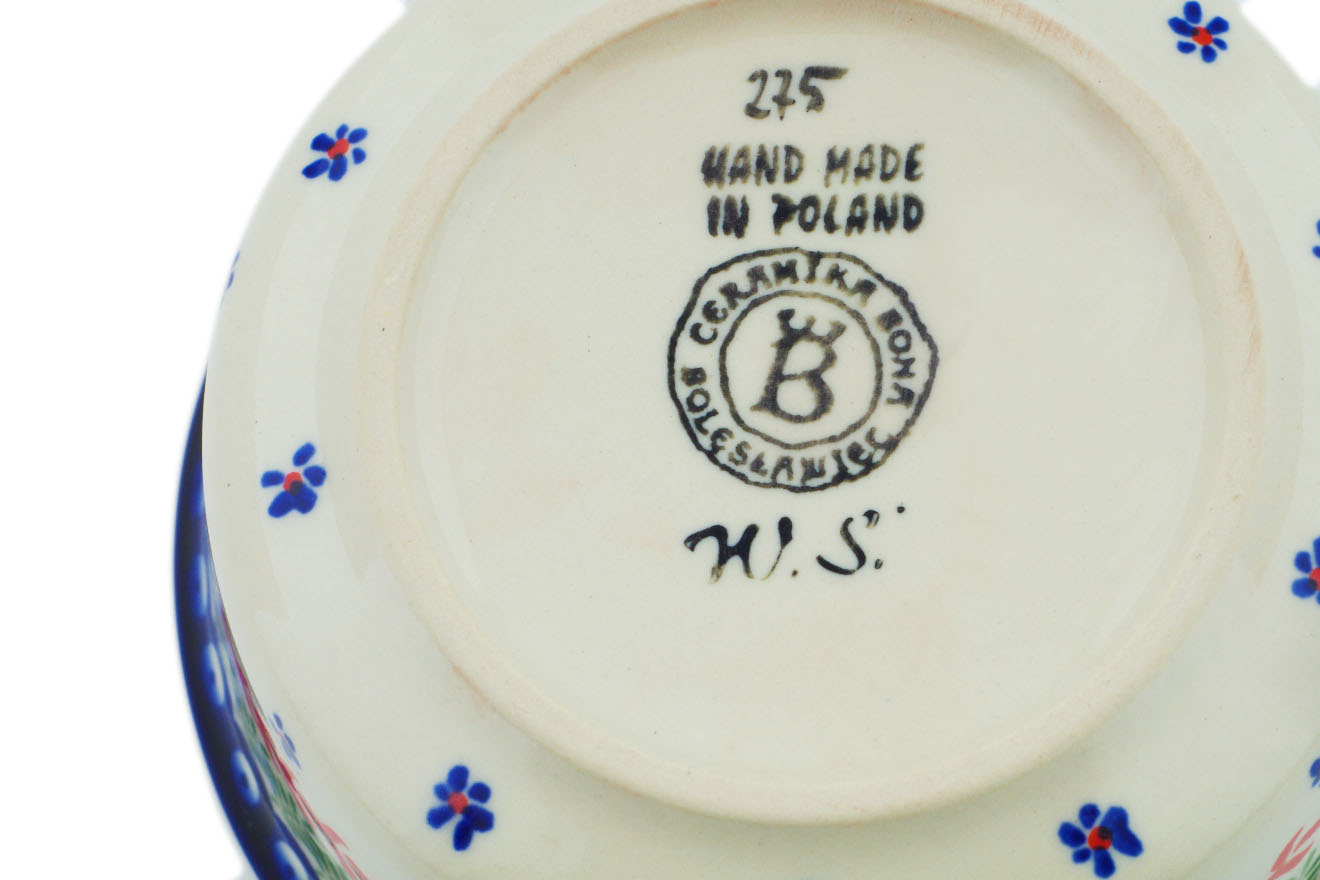 275
HAND MADE
IN POLAND
CERAMIKA BONA
BOLESŁAWIEC
B
W. S.